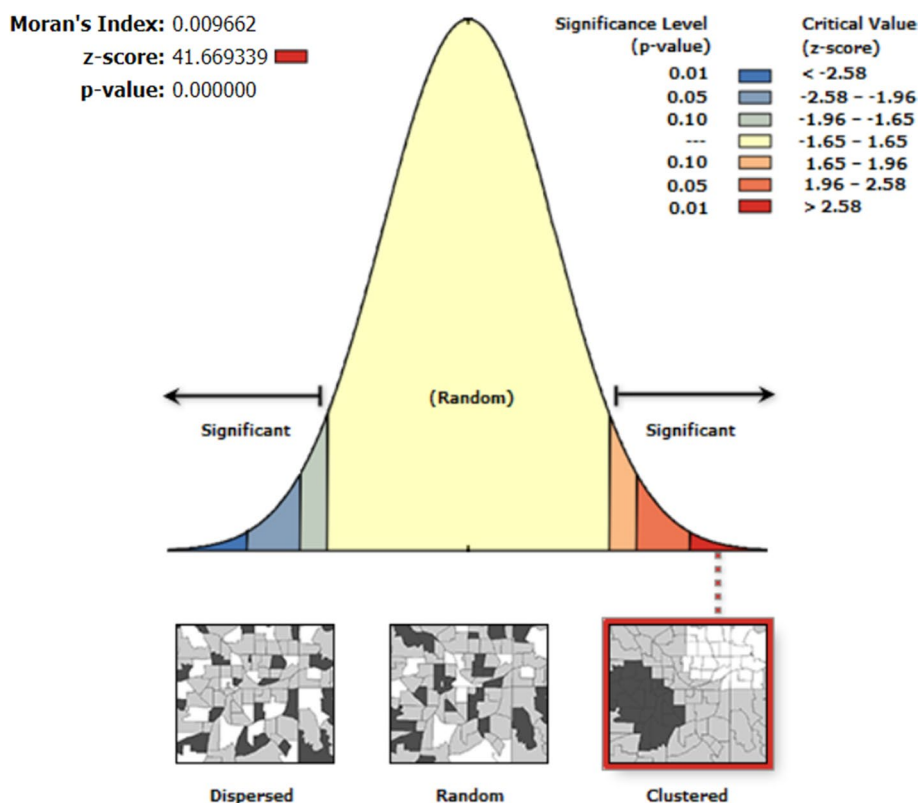 Moran's Index: 0.009662
z-score: 41.669339
p-value: 0.000000
Significance Level
(p-value)
Critical Value
(z-score)
0.01 < -2.58
0.05 -2.58 – -1.96
0.10 -1.96 – -1.65
--- -1.65 – 1.65
0.10 1.65 – 1.96
0.05 1.96 – 2.58
0.01 > 2.58
(Random)
Significant
Significant
Dispersed
Random
Clustered